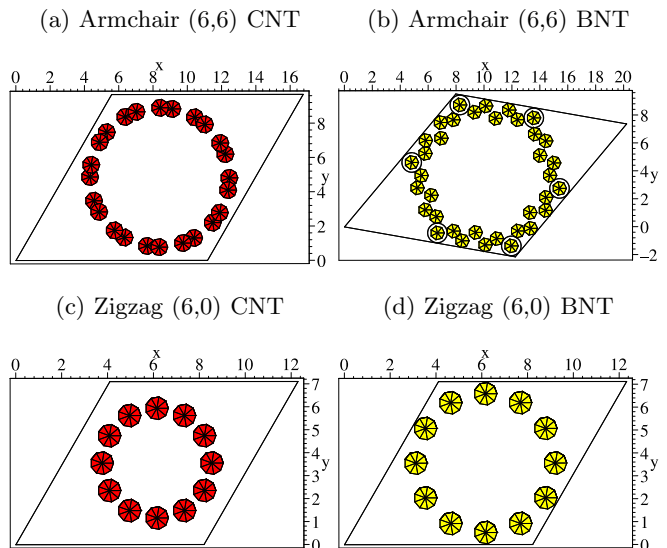 (a) Armchair (6,6) CNT
(b) Armchair (6,6) BNT
x
0 2 4 6 8 10 12 14 16
8
6
y
4
2
0
x
0 2 4 6 8 10 12 14 16 18 20
8
6
y
4
2
0
−2
(c) Zigzag (6,0) CNT
(d) Zigzag (6,0) BNT
x
0 2 4 6 8 10 12
7
6
5
4
y
3
2
1
0
x
0 2 4 6 8 10 12
7
6
5
4
y
3
2
1
0